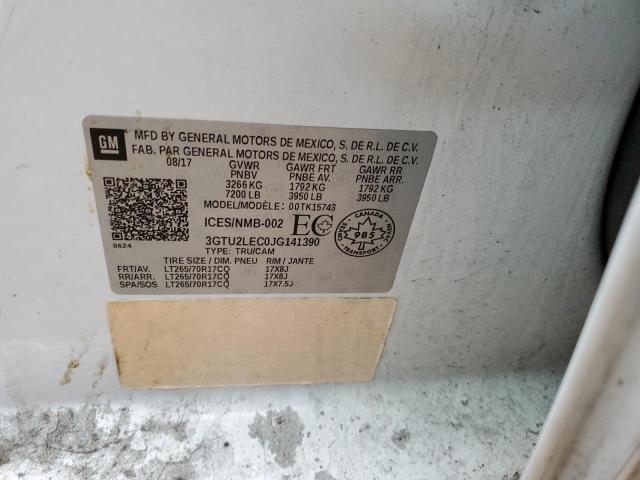 GM
MFD BY GENERAL MOTORS DE MEXICO, S. DE R.L. DE C.V.
FAB. PAR GENERAL MOTORS DE MEXICO, S. DE R.L. DE C.V.
08/17 GVWR GAWR FRT GAWR RR
PNBV PNBE AV. PNBE ARR.
3266 KG 1792 KG 1792 KG
7200 LB 3950 LB 3950 LB
MODEL/MODÈLE: 00TK15743
ICES/NMB-002 EC
CANADA
985
TRANSPORT
3GTU2LEC0JG141390
8624
TYPE: TRU/CAM
TIRE SIZE / DIM. PNEU RIM / JANTE
FRT/AV. LT265/70R17CQ 17X8J
RR/ARR. LT265/70R17CQ 17X8J
SPA/SOS LT265/70R17CQ 17X7.5J